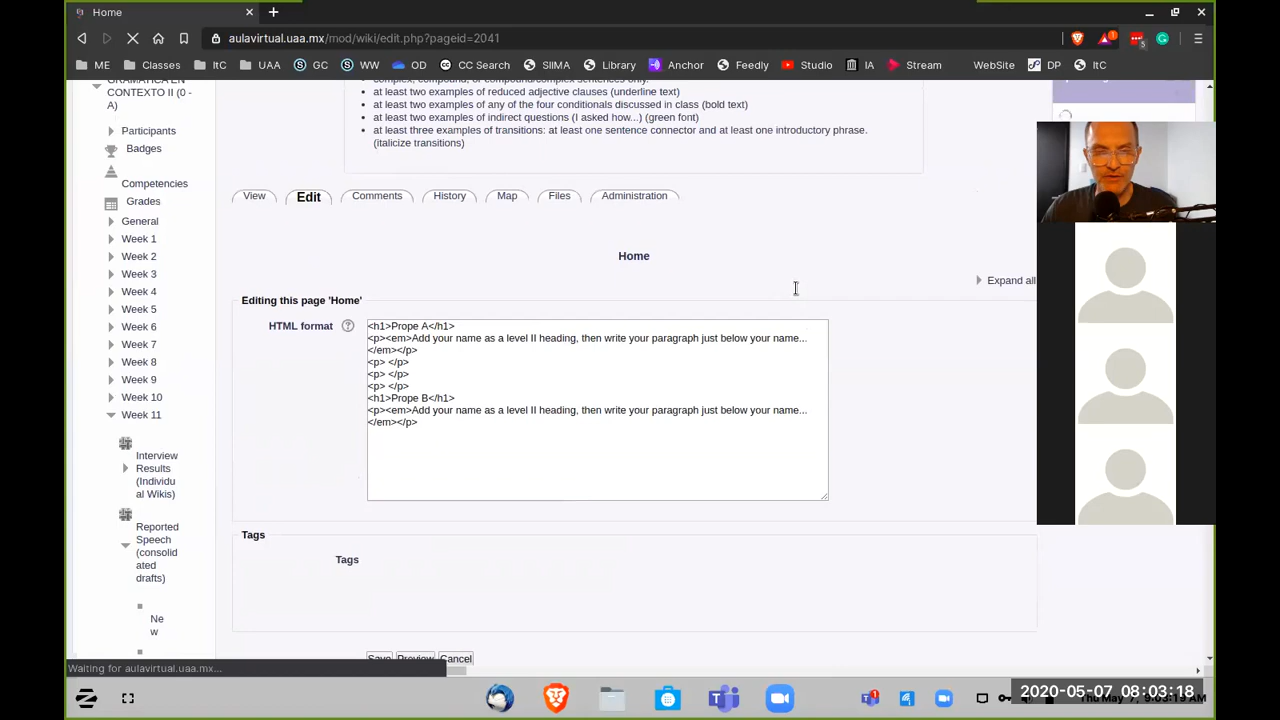 Home
aulavirtual.uaa.mx/mod/wiki/edit.php?pageid=2041
5
ME Classes ItC UAA GC WW OD CC Search SIIMA Library Anchor Feedly Studio IA Stream WebSite DP ItC
GRAMÁTICA EN
CONTEXTO II (0 -
A)
Participants
Badges
Competencies
Grades
General
Week 1
Week 2
Week 3
Week 4
Week 5
Week 6
Week 7
Week 8
Week 9
Week 10
Week 11
Interview
Results
(Individu
al Wikis)
Reported
Speech
(consolid
ated
drafts)
Ne
w
complex, compound, or compound/complex sentences only.
at least two examples of reduced adjective clauses (underline text)
at least two examples of any of the four conditionals discussed in class (bold text)
at least two examples of indirect questions (I asked how...) (green font)
at least three examples of transitions: at least one sentence connector and at least one introductory phrase.
(italicize transitions)
View Edit Comments History Map Files Administration
Home
Expand all
Editing this page 'Home'
HTML format
<h1>Prope A</h1>
<p><em>Add your name as a level II heading, then write your paragraph just below your name...
</em></p>
<p> </p>
<p> </p>
<p> </p>
<h1>Prope B</h1>
<p><em>Add your name as a level II heading, then write your paragraph just below your name...
</em></p>
Tags
Tags
Save Preview Cancel
Waiting for aulavirtual.uaa.mx...
2020-05-07 08:03:18